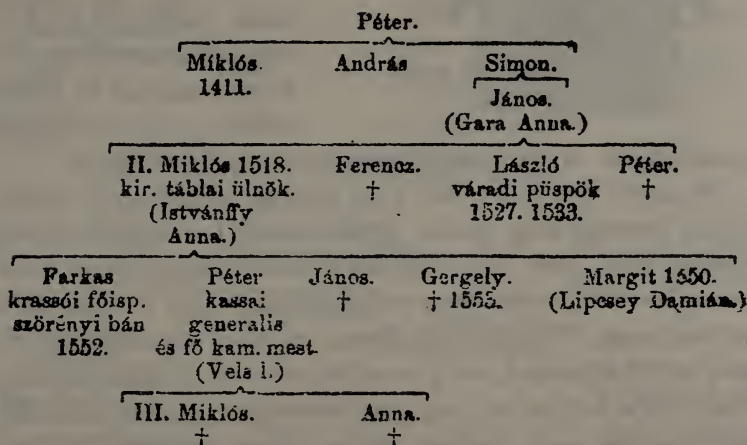 Péter.
Miklós. András Simon.
1411. János.
(Gara Anna.)
II. Miklós 1518. Ferencz. László Péter.
kir. táblai ülnök. † váradi püspök †
(Istvánffy 1527. 1533.
Anna.)
Farkas Péter János. Gergely. Margit 1550.
krassói főisp. kassai † † 1555. (Lipcsey Damián.)
szörényi bán generalis
1552. és fő kam. mest.
(Vels i.)
III. Miklós. Anna.
† †